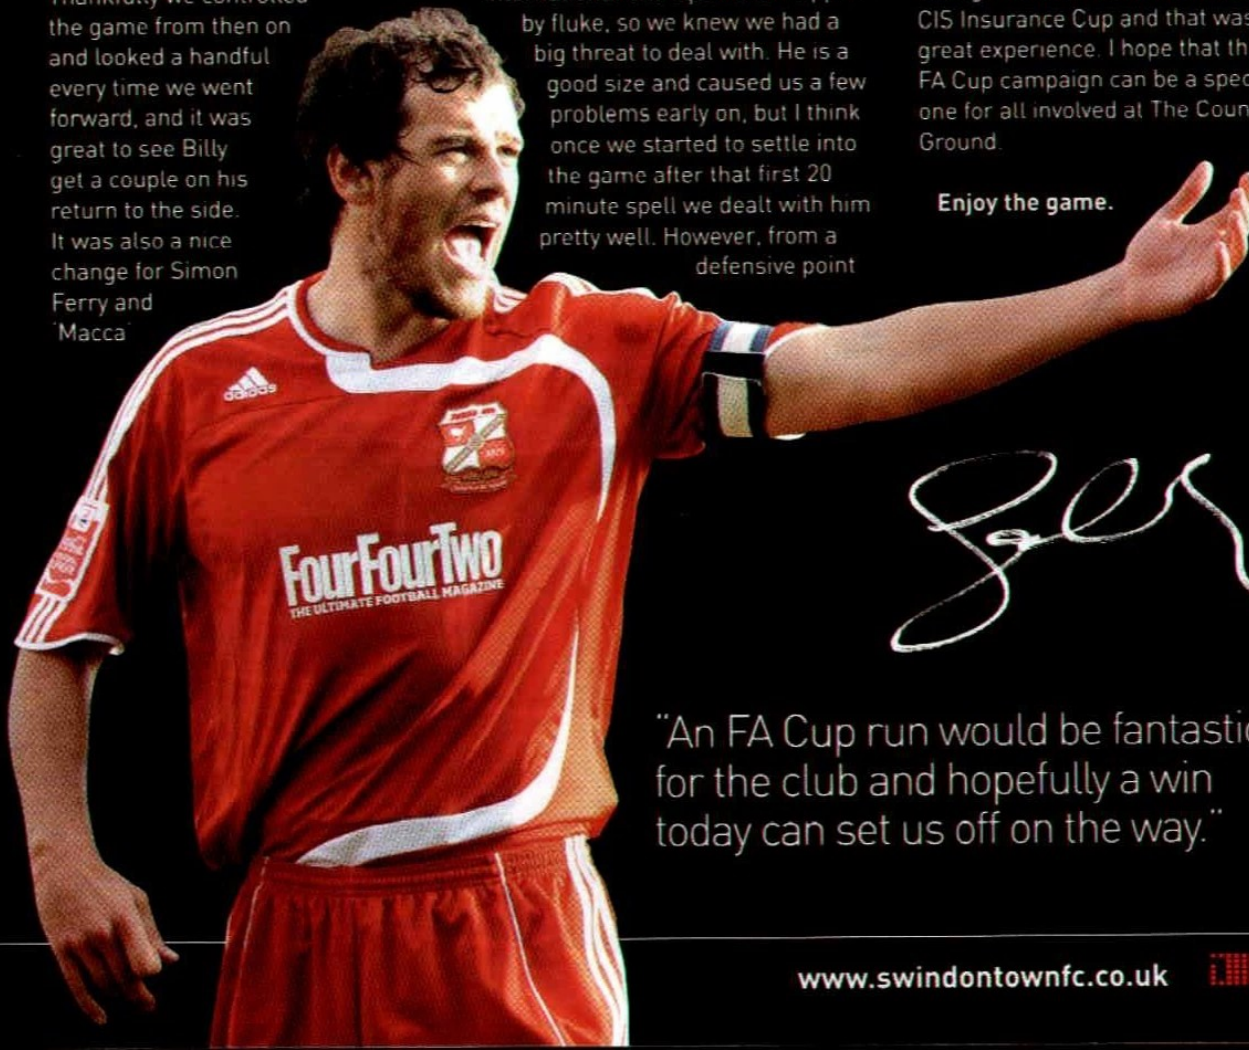 the game from then on
and looked a handful
every time we went
forward, and it was
great to see Billy
get a couple on his
return to the side.
It was also a nice
change for Simon
Ferry and
'Macca'
by fluke, so we knew we had a
big threat to deal with. He is a
good size and caused us a few
problems early on, but I think
once we started to settle into
the game after that first 20
minute spell we dealt with him
pretty well. However, from a
defensive point
CIS Insurance Cup and that was
great experience. I hope that th
FA Cup campaign can be a spec
one for all involved at The Coun
Ground.
Enjoy the game.
adidas
FourFourTwo
THE ULTIMATE FOOTBALL MAGAZINE
"An FA Cup run would be fantastic
for the club and hopefully a win
today can set us off on the way."
www.swindontownfc.co.uk